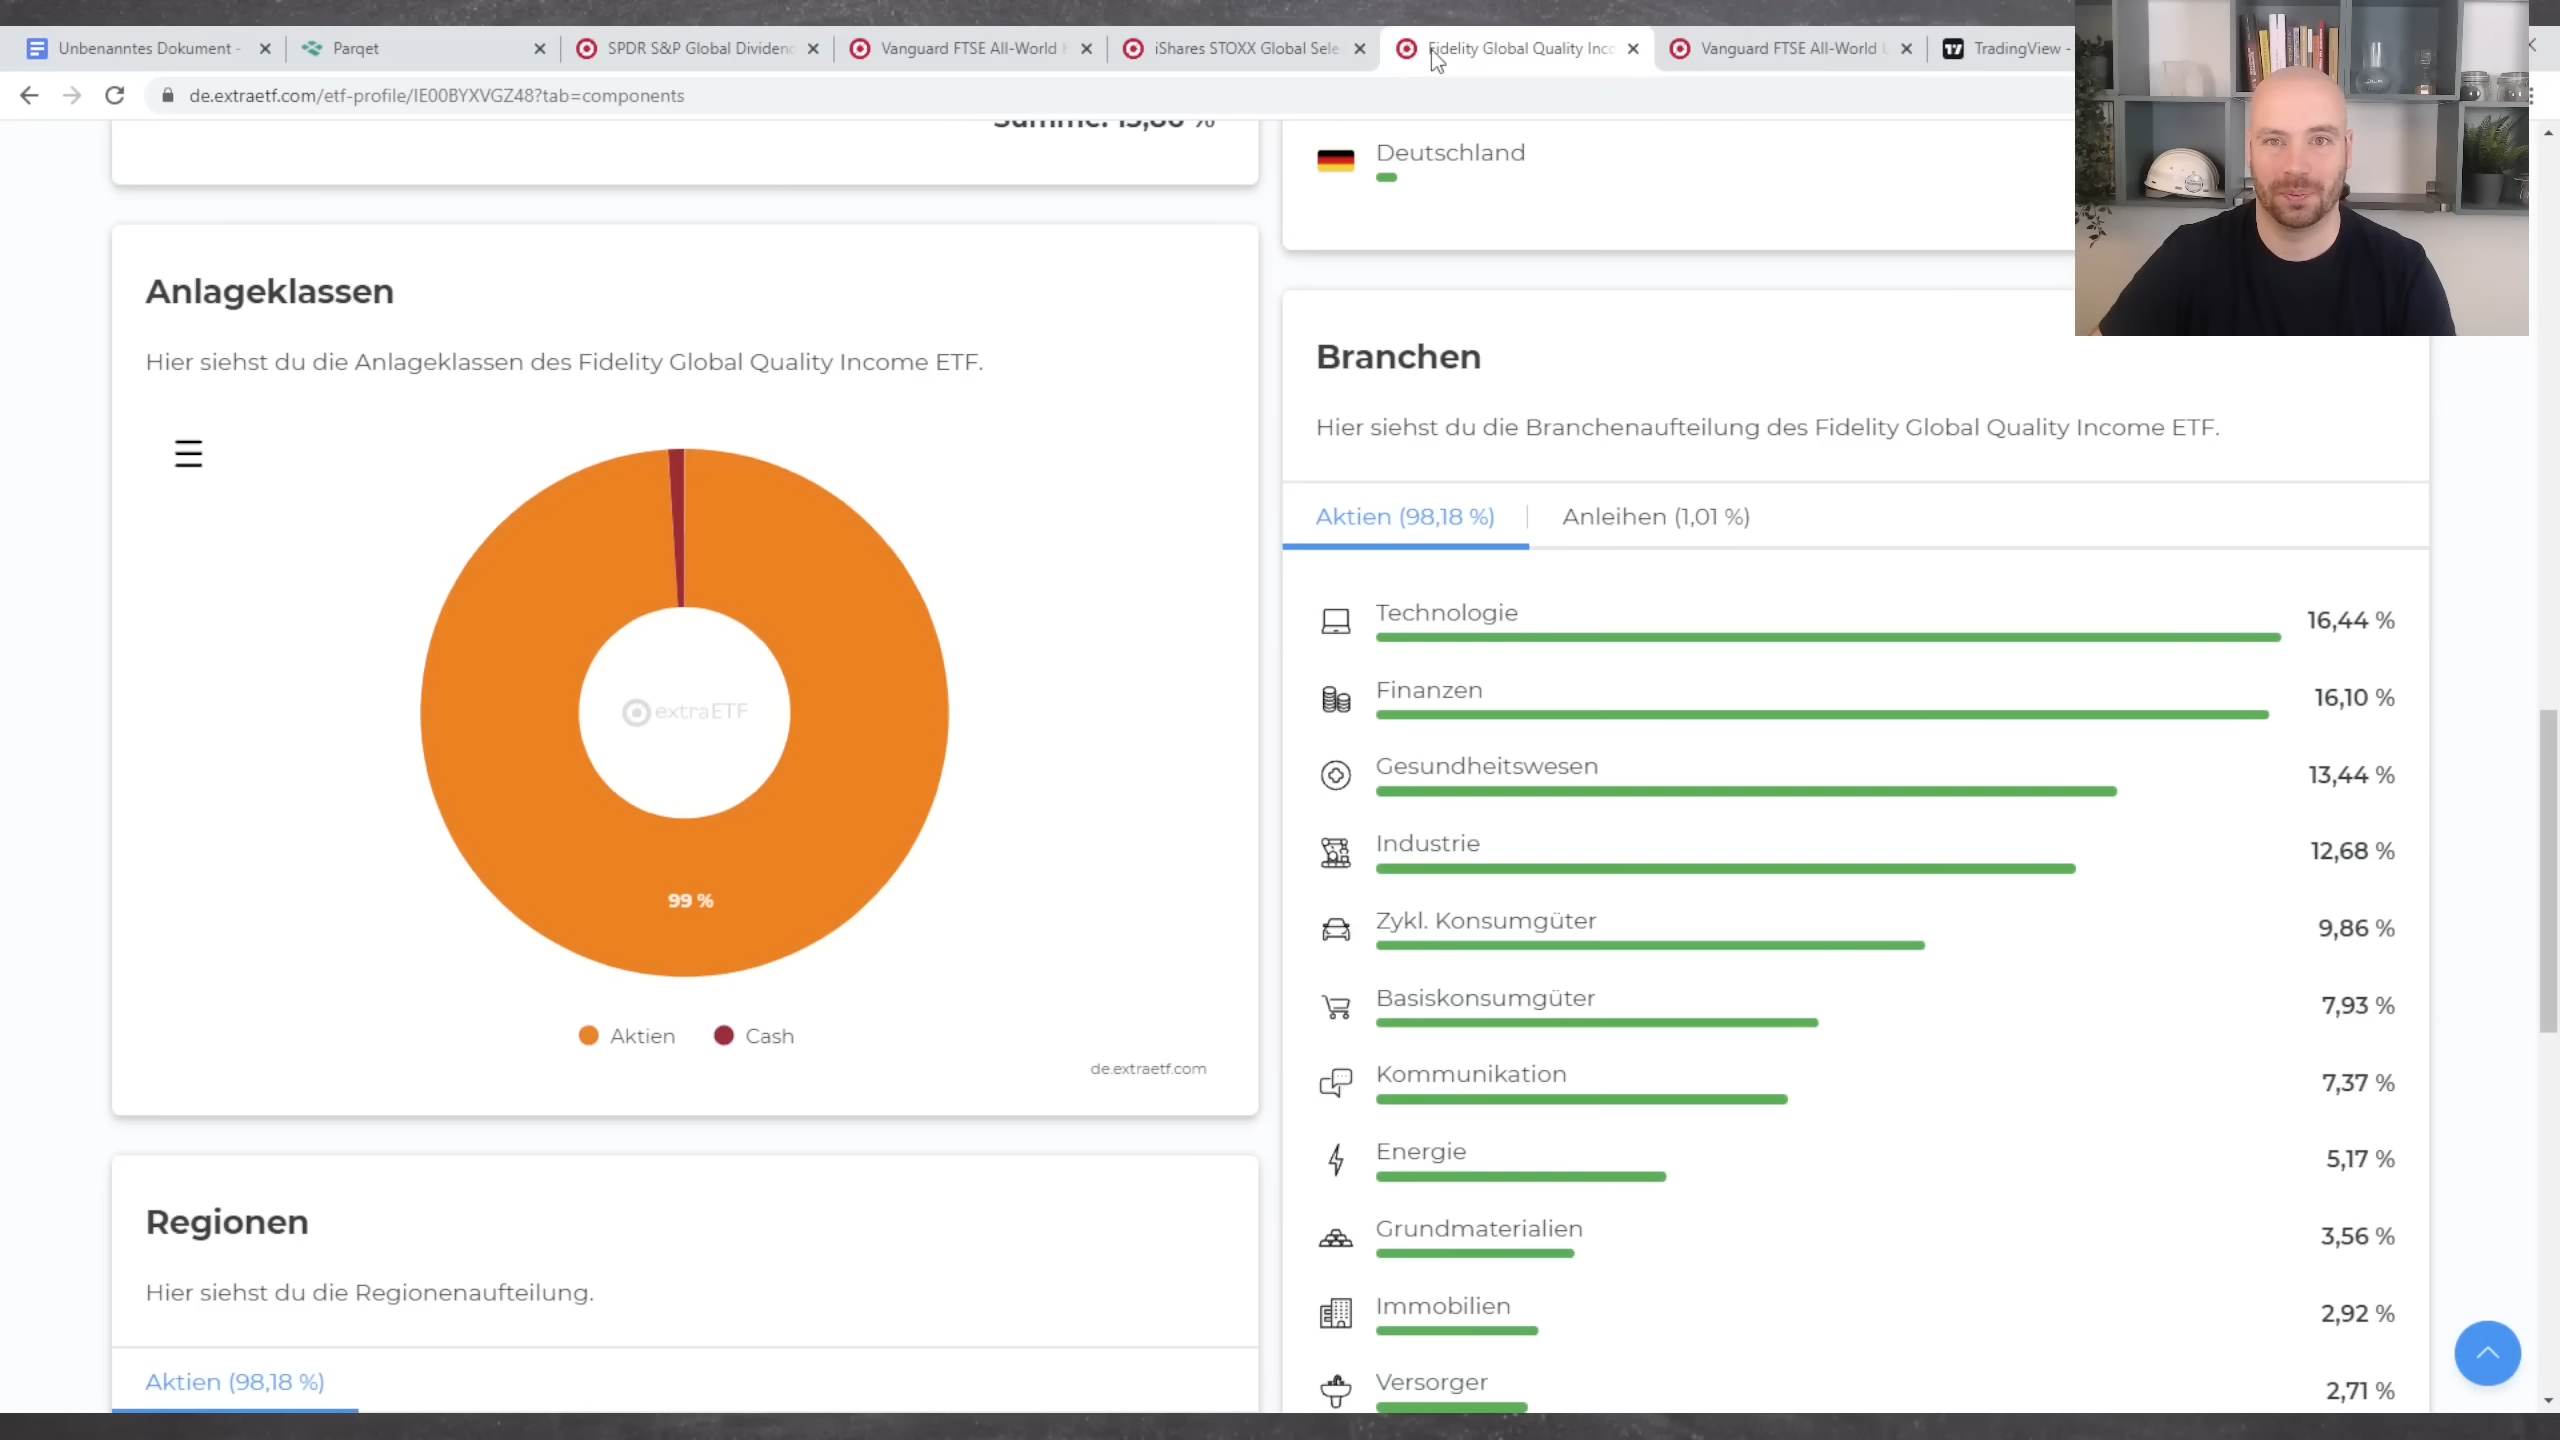 Unbenanntes Dokument -
Parqet
SPDR S&P Global Dividend
Vanguard FTSE All-World
iShares STOXX Global Sele
Fidelity Global Quality Inco
Vanguard FTSE All-World
TradingView -
de.extraetf.com/etf-profile/IE00BYXVGZ48?tab=components
Deutschland
Anlageklassen
Hier siehst du die Anlageklassen des Fidelity Global Quality Income ETF.
extraETF
99 %
Aktien
Cash
de.extraetf.com
Regionen
Hier siehst du die Regionenaufteilung.
Aktien (98,18 %)
Branchen
Hier siehst du die Branchenaufteilung des Fidelity Global Quality Income ETF.
Aktien (98,18 %)
Anleihen (1,01 %)
Technologie 16,44 %
Finanzen 16,10 %
Gesundheitswesen 13,44 %
Industrie 12,68 %
Zykl. Konsumgüter 9,86 %
Basiskonsumgüter 7,93 %
Kommunikation 7,37 %
Energie 5,17 %
Grundmaterialien 3,56 %
Immobilien 2,92 %
Versorger 2,71 %